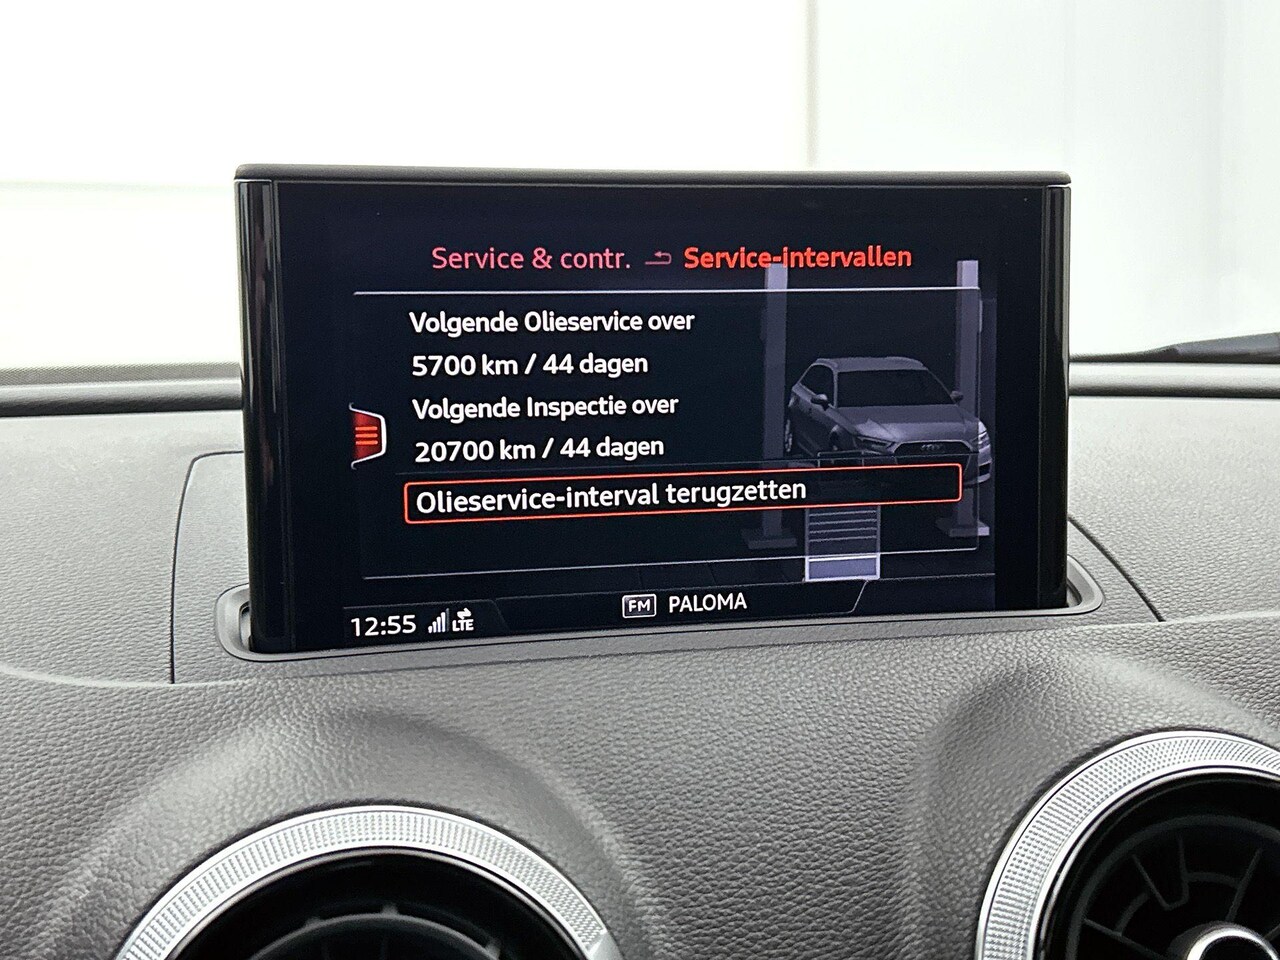 Service & contr. Service-intervallen
Volgende Olieservice over
5700 km / 44 dagen
Volgende Inspectie over
20700 km / 44 dagen
Olieservice-interval terugzetten
FM PALOMA
12:55 LTE